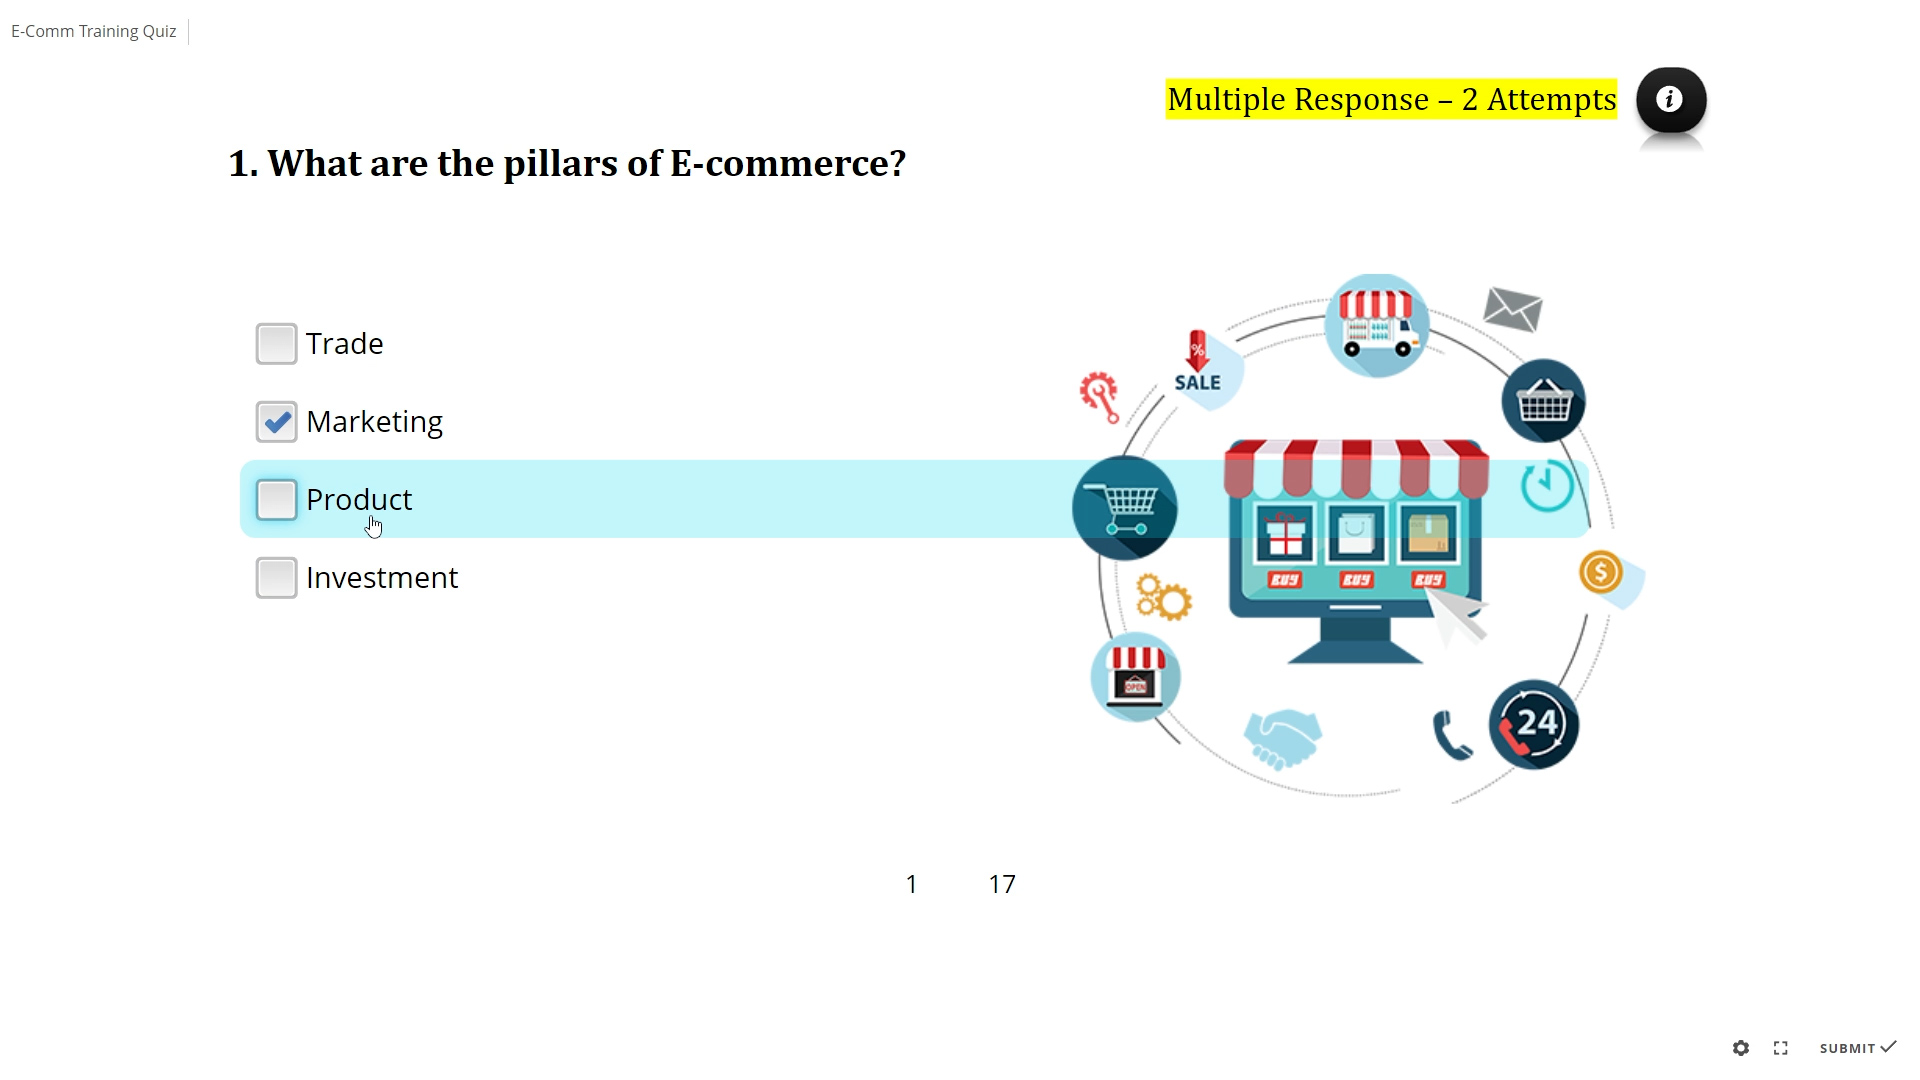 E-Comm Training Quiz
Multiple Response – 2 Attempts
1. What are the pillars of E-commerce?
Trade
Marketing
Product
Investment
%
SALE
BUY BUY BUY
$
OPEN
24
1 17
SUBMIT